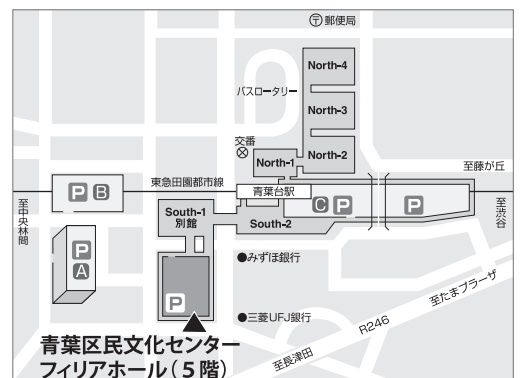 〒郵便局
North-4
バスロータリー
North-3
交番
North-1
North-2
至藤が丘
東急田園都市線
青葉台駅
P B
C P
P
至中央林間
至渋谷
South-1
別館
South-2
P
A
●みずほ銀行
至たまプラーザ
P
●三菱UFJ銀行
R246
至長津田
青葉区民文化センター
フィリアホール(5階)